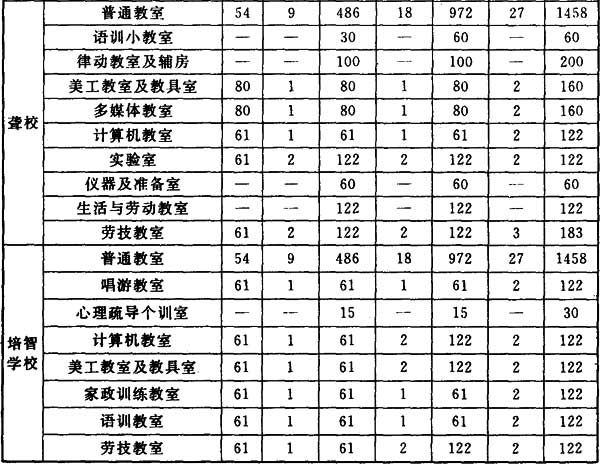 聋校
普通教室 54 9 486 18 972 27 1458
语训小教室 — — 30 — 60 — 60
律动教室及辅房 — — 100 — 100 — 200
美工教室及教具室 80 1 80 1 80 2 160
多媒体教室 80 1 80 1 80 2 160
计算机教室 61 1 61 1 61 2 122
实验室 61 2 122 2 122 2 122
仪器及准备室 — — 60 — 60 — 60
生活与劳动教室 — — 122 — 122 — 122
劳技教室 61 2 122 2 122 3 183
培智学校
普通教室 54 9 486 18 972 27 1458
唱游教室 61 1 61 1 61 2 122
心理疏导个训室 — — 15 — 15 — 30
计算机教室 61 1 61 2 122 2 122
美工教室及教具室 61 1 61 2 122 2 122
家政训练教室 61 1 61 1 61 2 122
语训教室 61 1 61 1 61 2 122
劳技教室 61 1 61 2 122 2 122